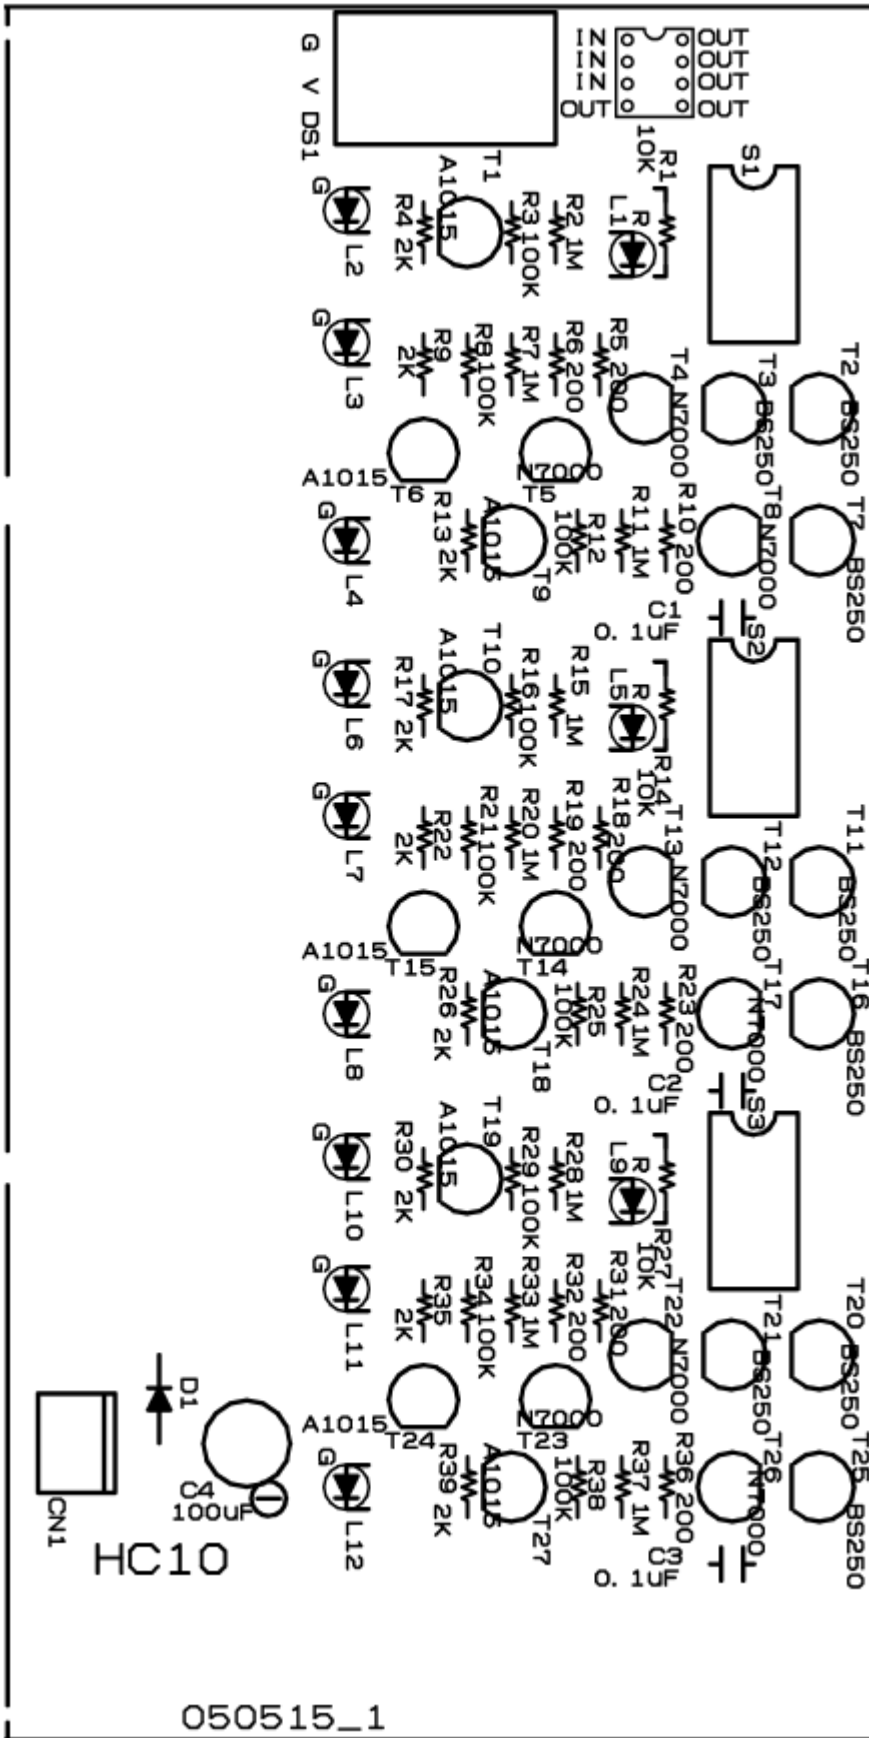 G V DS1
IN OUT
IN OUT
IN OUT
OUT OUT
10K R1
S1
G L2
R4 2K
A1015 T1
R3 100K
R2 1M
L1 R
G L3
R9 2K
R8 100K
R7 1M
R6 200
R5 200
T4 N7000
T3 BS250
T2 BS250
A1015 T6
N7000 T5
G L4
R13 2K
A1015 T9
100K R12
R11 1M
R10 200
T8 N7000
T7 BS250
C1 0.1U
S2
G L6
R17 2K
A1015 T10
R16 100K
R15 1M
L5 R
10K R14
G L7
R22 2K
R21 100K
R20 1M
R19 200
R18 200
T13 N7000
T12 BS250
T11 BS250
A1015 T15
N7000 T14
G L8
R26 2K
A1015 T18
100K R25
R24 1M
R23 200
T17 N7000
T16 BS250
C2 0.1U
S3
G L10
R30 2K
A1015 T19
R29 100K
R28 1M
L9 R
10K R27
G L11
R35 2K
R34 100K
R33 1M
R32 200
R31 200
T22 N7000
T21 BS250
T20 BS250
A1015 T24
N7000 T23
D1
C4
100UF
CN1
HC10
G L12
R39 2K
A1015 T27
100K R38
R37 1M
R36 200
T26 N7000
T25 BS250
C3 0.1U
050515_1